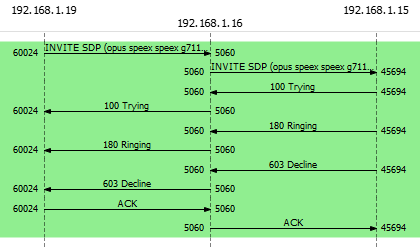 192.168.1.19 192.168.1.15
192.168.1.16
60024 INVITE SDP (opus speex speex g711.. 5060
5060 INVITE SDP (opus speex speex g711.. 45694
5060 100 Trying 45694
60024 100 Trying 5060
5060 180 Ringing 45694
60024 180 Ringing 5060
5060 603 Decline 45694
60024 603 Decline 5060
60024 ACK 5060
5060 ACK 45694